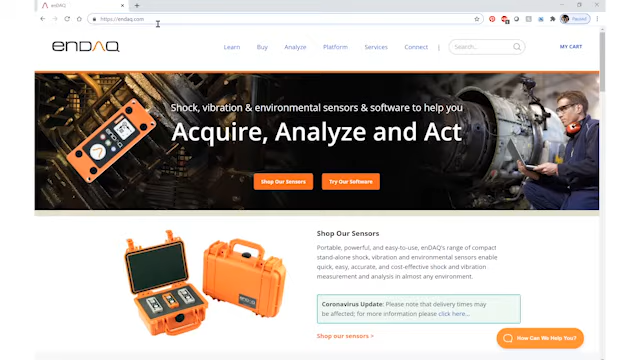 enDAQ
https://endaq.com
Paused
enDAQ
Learn
Buy
Analyze
Platform
Services
Connect
Search...
MY CART
Shock, vibration & environmental sensors & software to help you
Acquire, Analyze and Act
Shop Our Sensors
Try Our Software
Shop Our Sensors
Portable, powerful, and easy-to-use, enDAQ's range of compact
stand-alone shock, vibration and environmental sensors enable
quick, easy, accurate, and cost-effective shock and vibration
measurement and analysis in almost any environment.
Coronavirus Update: Please note that delivery times may
be affected; for more information please click here...
Shop our sensors
How Can We Help You?